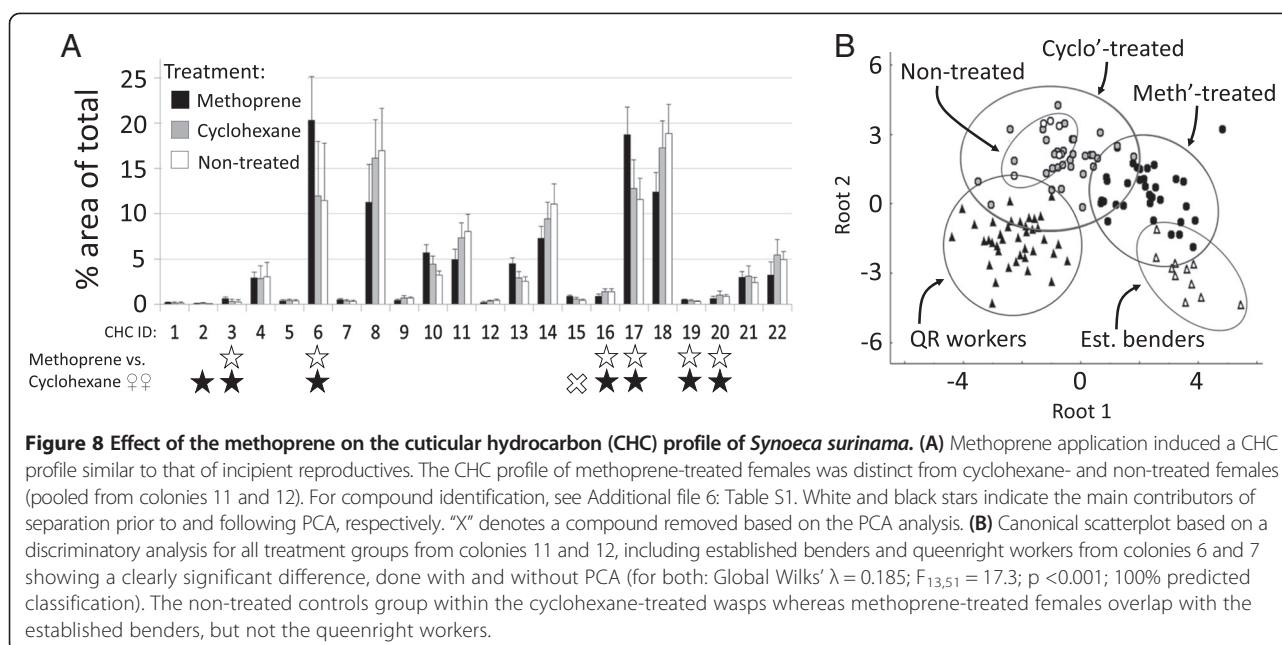 A
B
% area of total
25
20
15
10
5
0
Treatment:
Methoprene
Cyclohexane
Non-treated
CHC ID: 1 2 3 4 5 6 7 8 9 10 11 12 13 14 15 16 17 18 19 20 21 22
Methoprene vs.
Cyclohexane ♀♀
Cyclo’-treated
Non-treated
Meth’-treated
QR workers
Est. benders
Root 2
6
3
0
-3
-6
-4 0 4
Root 1
Figure 8 Effect of the methoprene on the cuticular hydrocarbon (CHC) profile of Synoeca surinama. (A) Methoprene application induced a CHC
profile similar to that of incipient reproductives. The CHC profile of methoprene-treated females was distinct from cyclohexane- and non-treated females
(pooled from colonies 11 and 12). For compound identification, see Additional file 6: Table S1. White and black stars indicate the main contributors of
separation prior to and following PCA, respectively. “X” denotes a compound removed based on the PCA analysis. (B) Canonical scatterplot based on a
discriminatory analysis for all treatment groups from colonies 11 and 12, including established benders and queenright workers from colonies 6 and 7
showing a clearly significant difference, done with and without PCA (for both: Global Wilks’ λ = 0.185; F13,51 = 17.3; p <0.001; 100% predicted
classification). The non-treated controls group within the cyclohexane-treated wasps whereas methoprene-treated females overlap with the
established benders, but not the queenright workers.